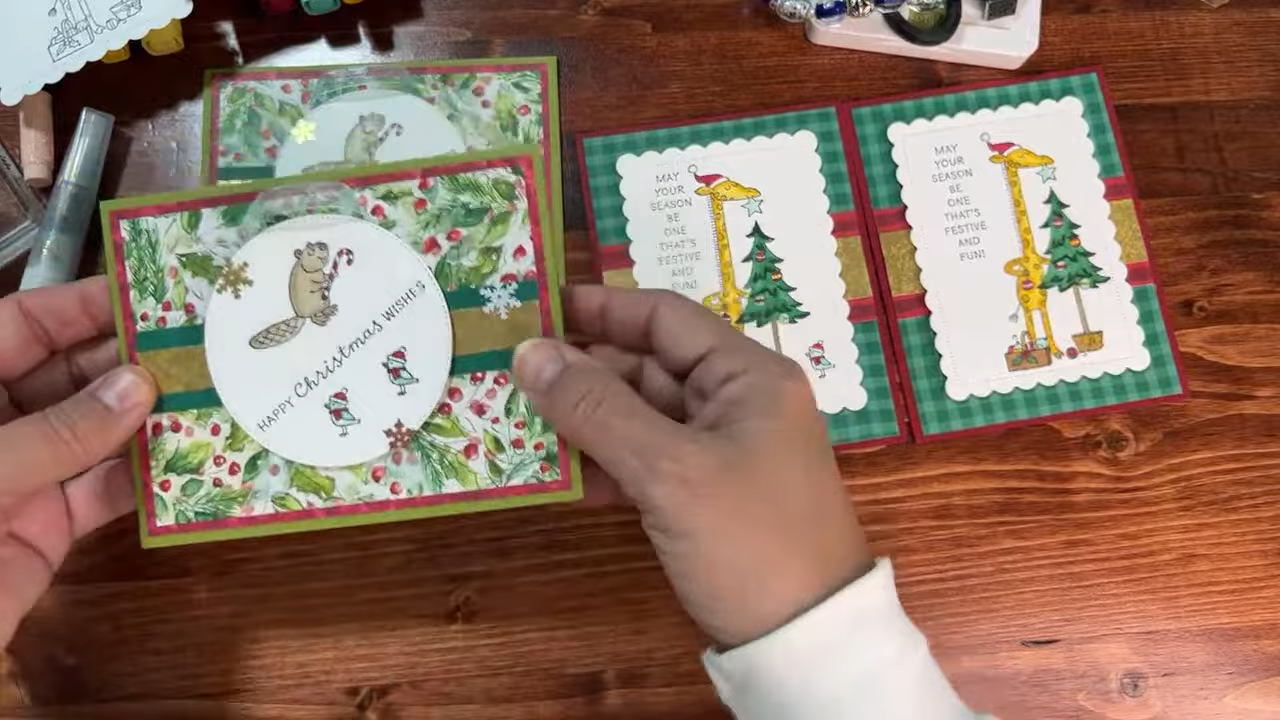 HAPPY Christmas WISHES
MAY
YOUR
SEASON
BE
ONE
THAT'S
FESTIVE
AND
FUN!
MAY
YOUR
SEASON
BE
ONE
THAT'S
FESTIVE
AND
FUN!